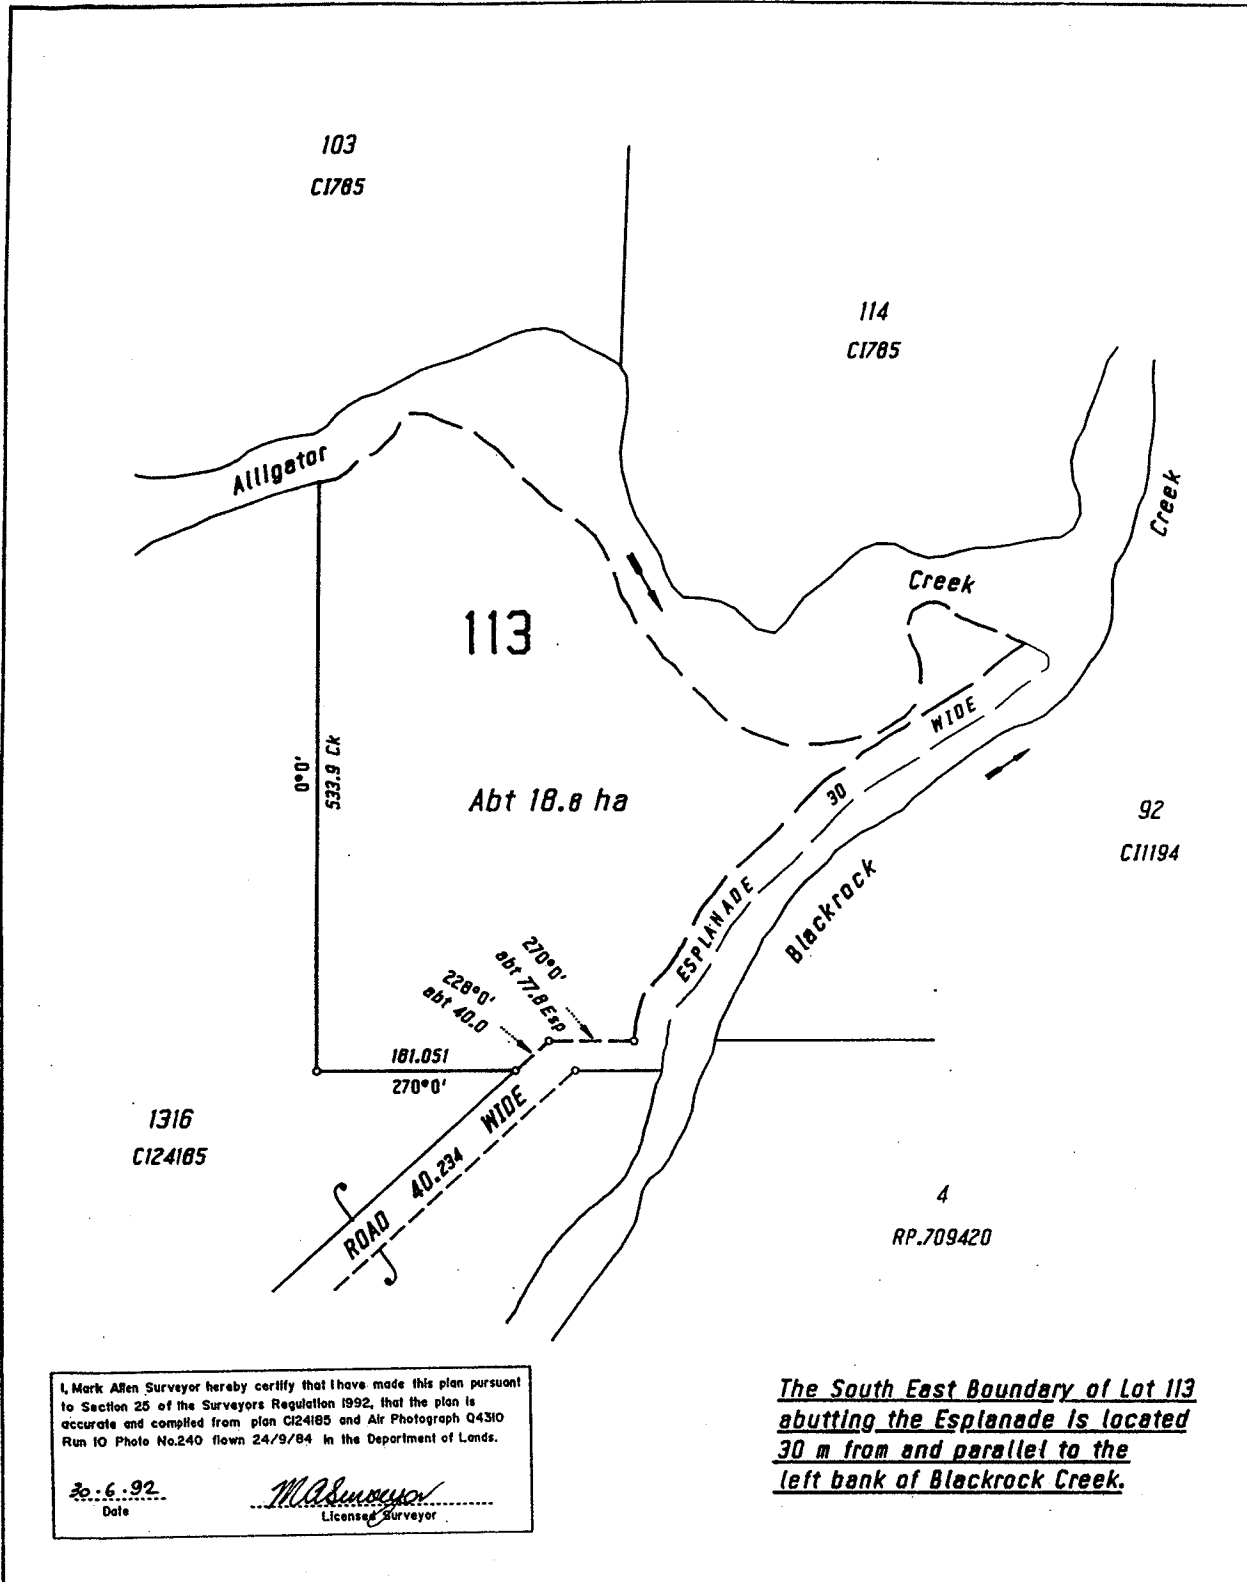 103
CI785
114
CI785
Alligator
Creek
Creek
113
WIDE
0°0'
533.9 Ck
Abt 18.8 ha
30
92
CI1194
ESPLANADE
Blackrock
270°0'
abt 77.8 Esp
228°0'
abt 40.0
181.051
270°0'
1316
CI24185
ROAD 40.234 WIDE
4
RP.709420
I, Mark Allen Surveyor hereby certify that I have made this plan pursuant
to Section 25 of the Surveyors Regulation 1992, that the plan is
accurate and compiled from plan CI24185 and Air Photograph Q4310
Run 10 Photo No.240 flown 24/9/84 in the Department of Lands.
30.6.92
Date
MASurveyor
Licensed Surveyor
The South East Boundary of Lot 113
abutting the Esplanade is located
30 m from and parallel to the
left bank of Blackrock Creek.